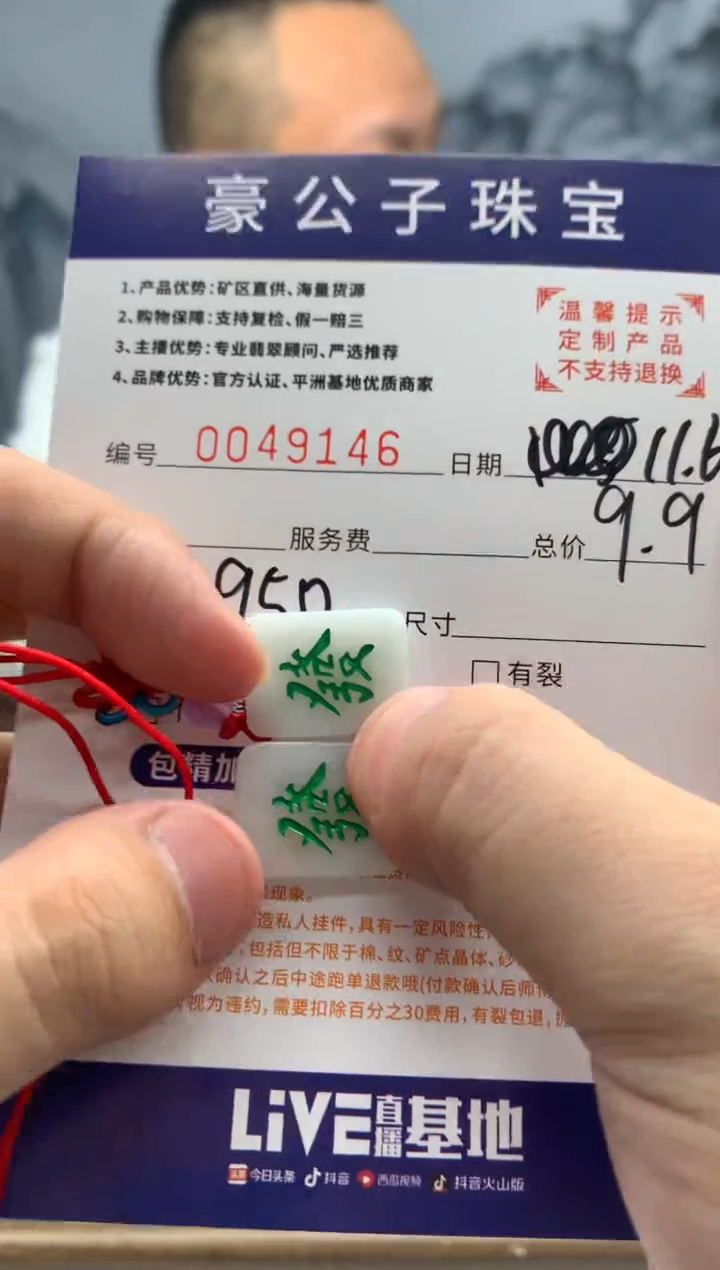 豪公子珠宝
1、产品优势：矿区直供、海量货源
2、购物保障：支持复检、假一赔三
3、主播优势：专业翡翠顾问、严选推荐
4、品牌优势：官方认证、平洲基地优质商家
温馨提示
定制产品
不支持退换
编号 0049146 日期 11.6
服务费 总价 9.9
950 尺寸
發 有裂
發
包精加
现象。
造私人挂件，具有一定风险性
包括但不限于棉、纹、矿点晶体、砂
确认之后中途跑单退款哦(付款确认后师
视为违约，需要扣除百分之30费用，有裂包退，
LiVE直播基地
头条 今日头条 抖音 西瓜视频 抖音火山版